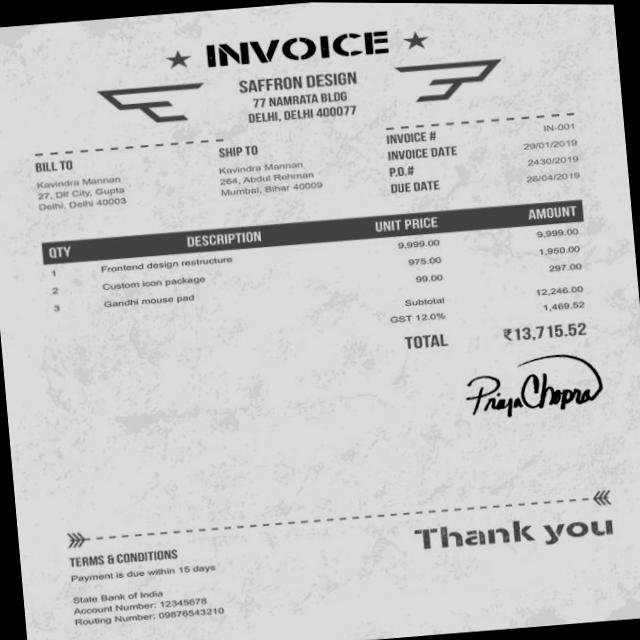 INVOICE
SAFFRON DESIGN
77 NAMRATA BLDG
DELHI, DELHI 400077
BILL TO
Kavindra Mannan
27, Dlf City, Gupta
Delhi, Delhi 40003
SHIP TO
Kavindra Mannan
264, Abdul Rehman
Mumbai, Bihar 40009
INVOICE # IN-001
INVOICE DATE 29/01/2019
P.O.# 2430/2019
DUE DATE 26/04/2019
QTY DESCRIPTION UNIT PRICE AMOUNT
1 Frontend design restructure 9,999.00 9,999.00
2 Custom icon package 975.00 1,950.00
3 Gandhi mouse pad 99.00 297.00
Subtotal 12,246.00
GST 12.0% 1,469.52
TOTAL ₹13,715.52
Priya Chopra
Thank you
TERMS & CONDITIONS
Payment is due within 15 days
State Bank of India
Account Number: 12345678
Routing Number: 09876543210